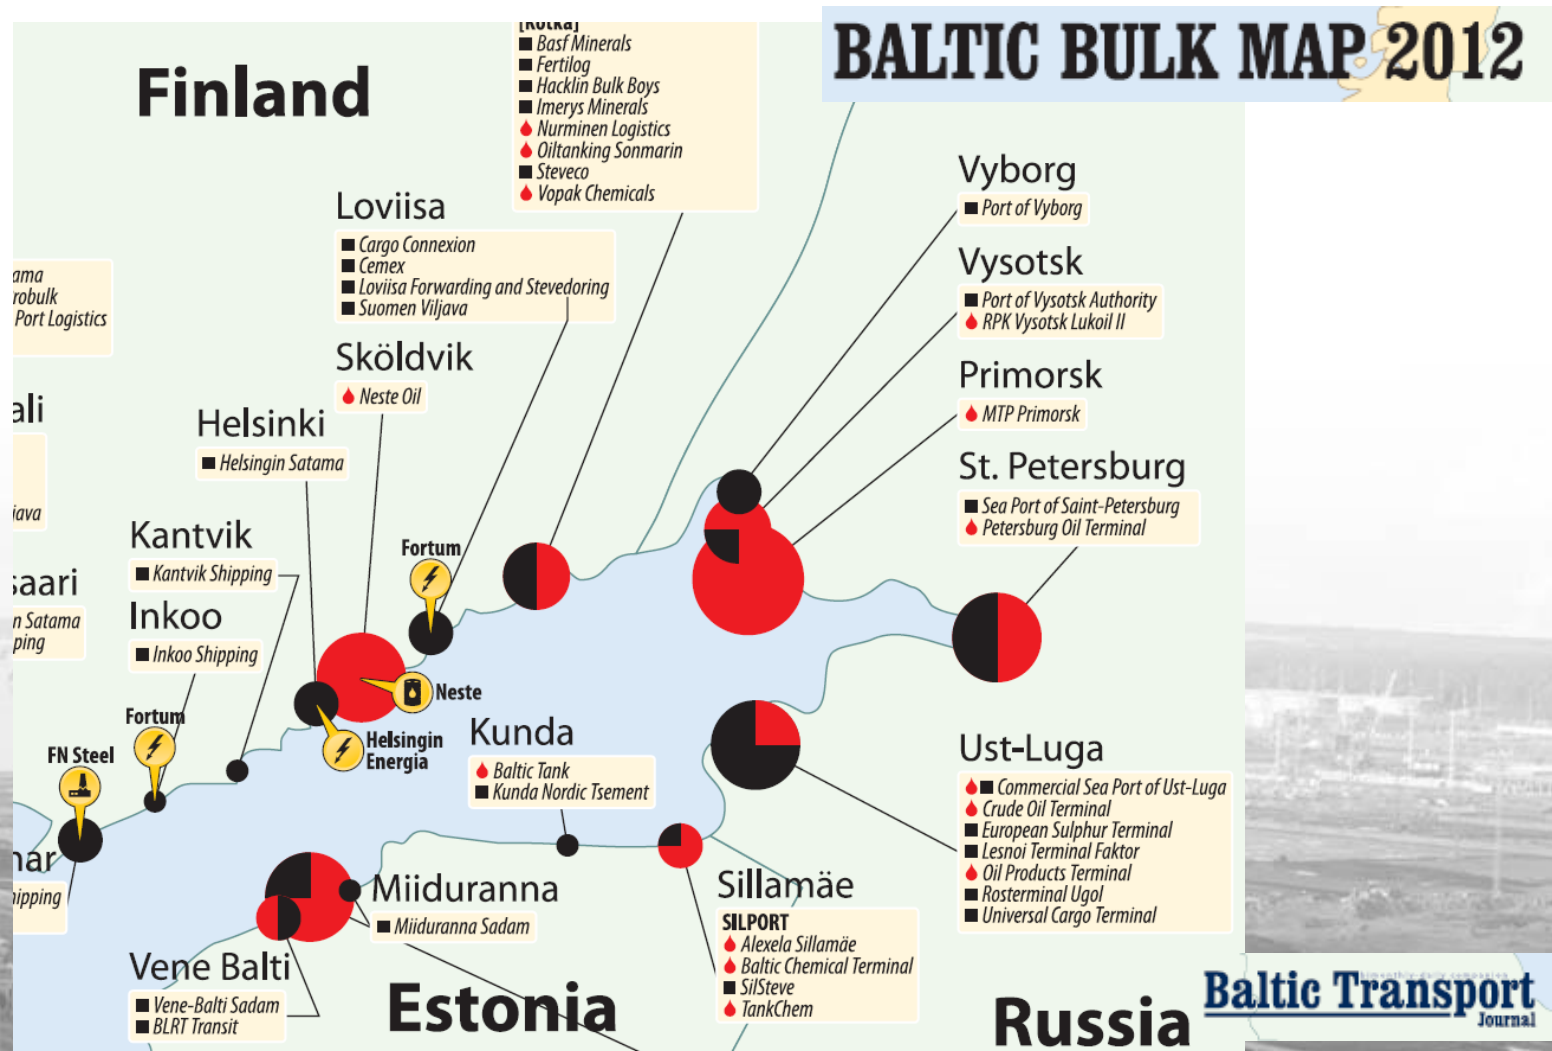 BALTIC BULK MAP 2012
Finland
[Kotka]
Basf Minerals
Fertilog
Hacklin Bulk Boys
Imerys Minerals
Nurminen Logistics
Oiltanking Sonmarin
Steveco
Vopak Chemicals
Vyborg
Port of Vyborg
Vysotsk
Port of Vysotsk Authority
RPK Vysotsk Lukoil II
Primorsk
MTP Primorsk
St. Petersburg
Sea Port of Saint-Petersburg
Petersburg Oil Terminal
Loviisa
Cargo Connexion
Cemex
Loviisa Forwarding and Stevedoring
Suomen Viljava
Sköldvik
Neste Oil
Port Logistics
Helsinki
Helsingin Satama
Kantvik
Kantvik Shipping
Inkoo
Inkoo Shipping
Satama
Fortum
Fortum
FN Steel
Neste
Helsingin
Energia
Kunda
Baltic Tank
Kunda Nordic Tsement
Ust-Luga
Commercial Sea Port of Ust-Luga
Crude Oil Terminal
European Sulphur Terminal
Lesnoi Terminal Faktor
Oil Products Terminal
Rosterminal Ugol
Universal Cargo Terminal
Miiduranna
Miiduranna Sadam
Sillamäe
SILPORT
Alexela Sillamäe
Baltic Chemical Terminal
SilSteve
TankChem
Vene Balti
Vene-Balti Sadam
BLRT Transit
Estonia
Russia
Baltic Transport
Journal